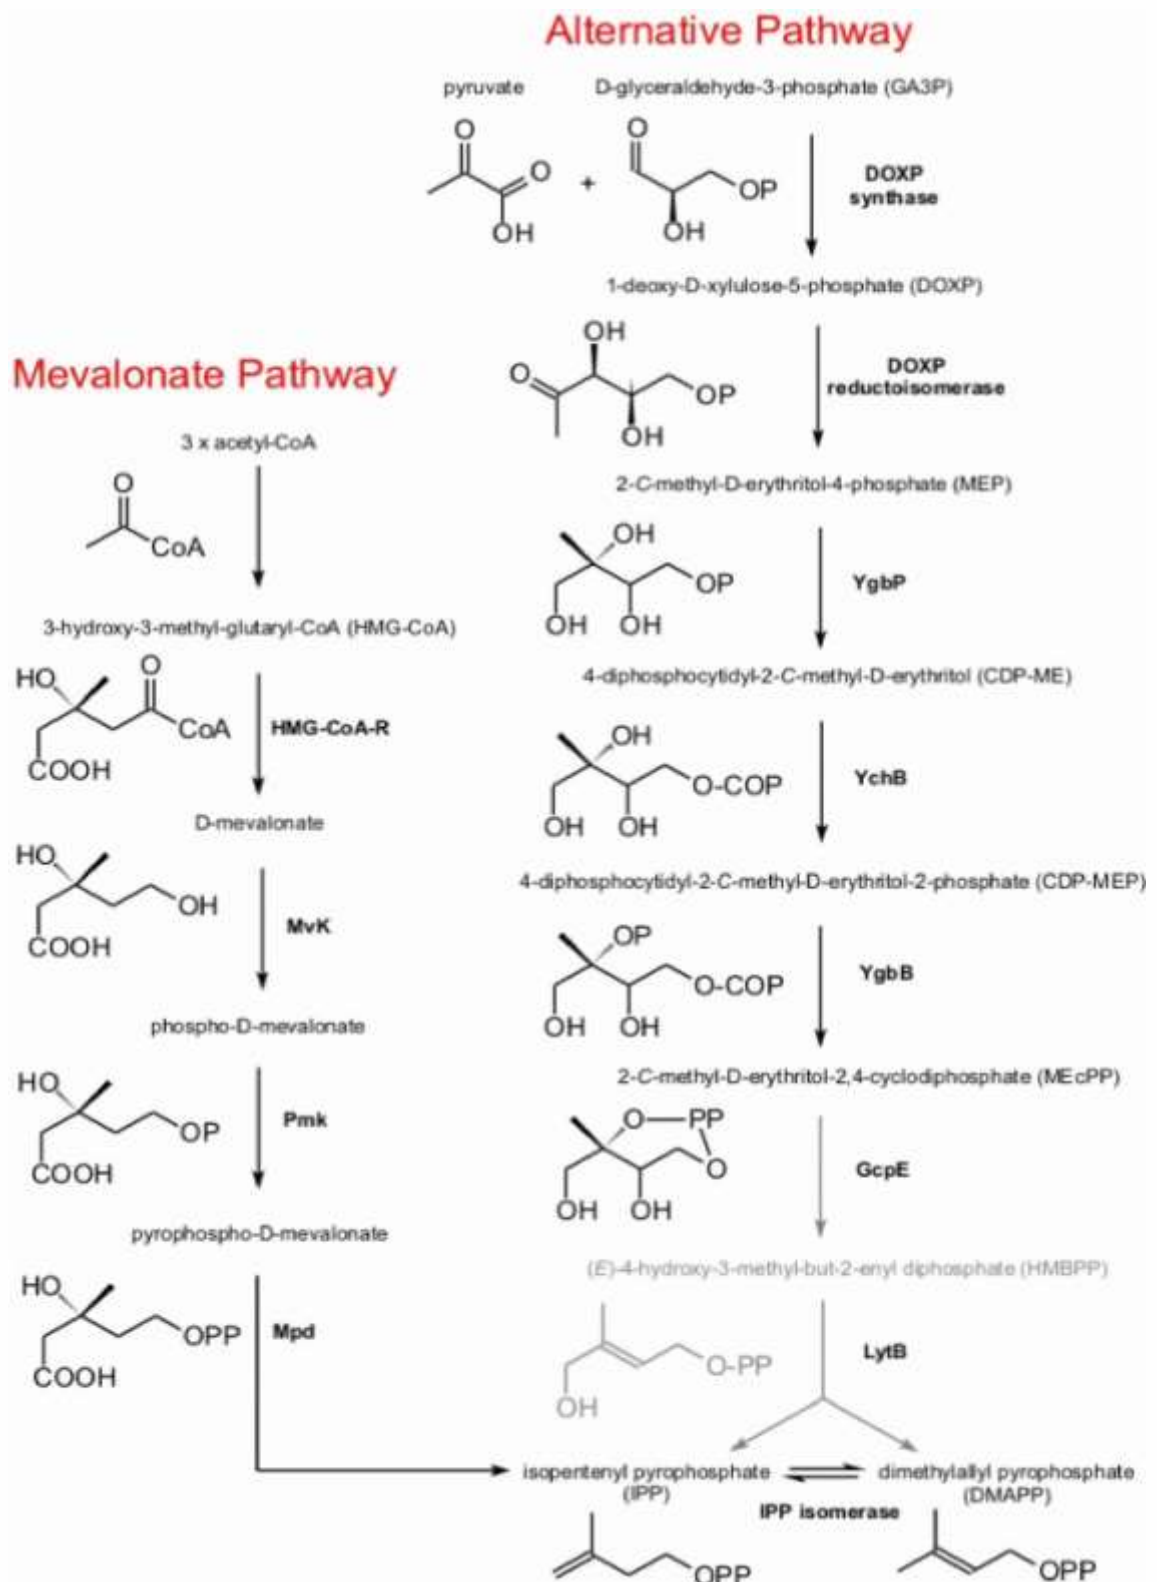 Alternative Pathway
pyruvate
D-glyceraldehyde-3-phosphate (GA3P)
O
O
OH
+
O
OP
OH
DOXP
synthase
1-deoxy-D-xylulose-5-phosphate (DOXP)
OH
O
OP
OH
DOXP
reductoisomerase
2-C-methyl-D-erythritol-4-phosphate (MEP)
OH
OP
OH
OH
YgbP
4-diphosphocytidyl-2-C-methyl-D-erythritol (CDP-ME)
OH
O-COP
OH
OH
YchB
4-diphosphocytidyl-2-C-methyl-D-erythritol-2-phosphate (CDP-MEP)
OP
O-COP
OH
OH
YgbB
2-C-methyl-D-erythritol-2,4-cyclodiphosphate (MEcPP)
O
PP
O
OH
OH
GcpE
(E)-4-hydroxy-3-methyl-but-2-enyl diphosphate (HMBPP)
O-PP
OH
LytB
Mevalonate Pathway
3 x acetyl-CoA
O
CoA
3-hydroxy-3-methyl-glutaryl-CoA (HMG-CoA)
HO
O
CoA
COOH
HMG-CoA-R
D-mevalonate
HO
OH
COOH
MvK
phospho-D-mevalonate
HO
OP
COOH
Pmk
pyrophospho-D-mevalonate
HO
OPP
COOH
Mpd
isopentenyl pyrophosphate
(IPP)
IPP isomerase
dimethylallyl pyrophosphate
(DMAPP)
OPP
OPP